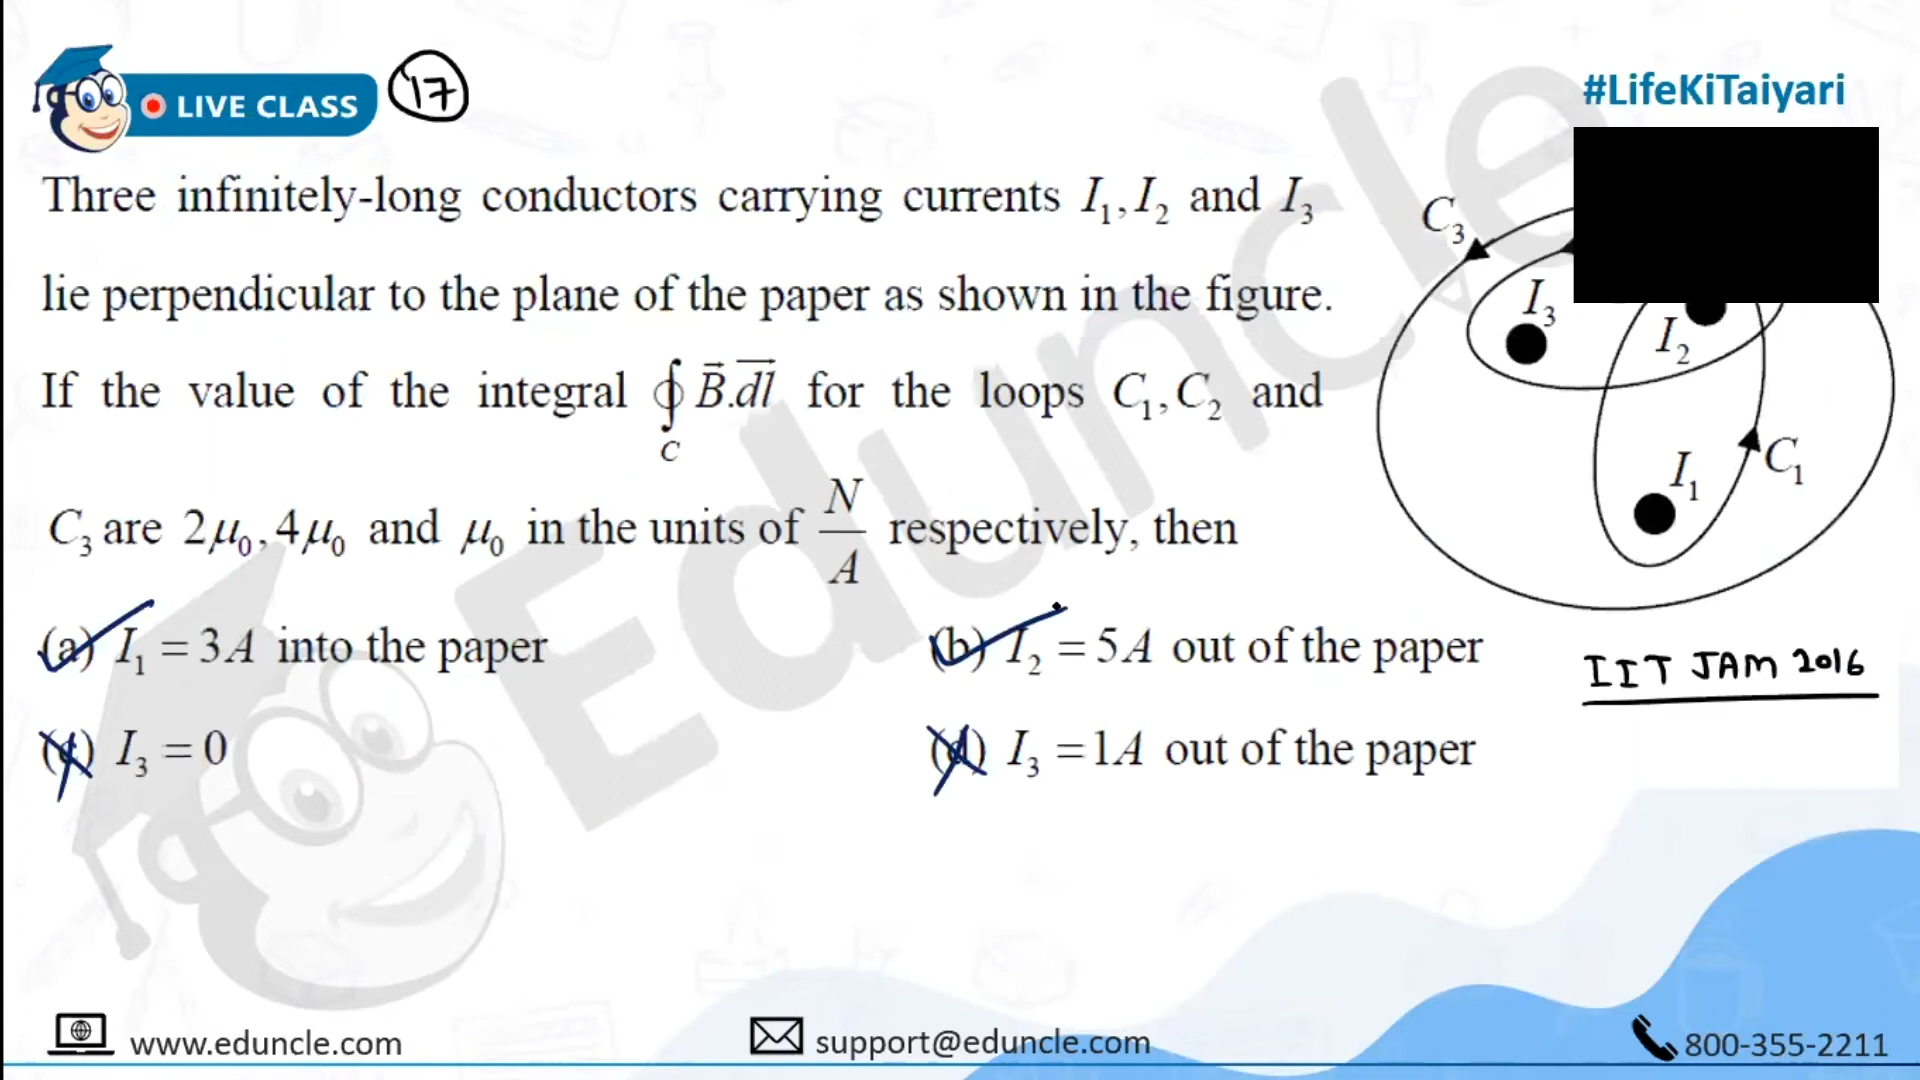 LIVE CLASS
17
#LifeKiTaiyari
Three infinitely-long conductors carrying currents I₁, I₂ and I₃
lie perpendicular to the plane of the paper as shown in the figure.
If the value of the integral ∮_C B⃗.dl⃗ for the loops C₁, C₂ and
C₃ are 2μ₀, 4μ₀ and μ₀ in the units of N/A respectively, then
(a) I₁ = 3A into the paper
(b) I₂ = 5A out of the paper
(c) I₃ = 0
(d) I₃ = 1A out of the paper
C₃
I₃
I₂
I₁
C₁
IIT JAM 2016
Eduncle
www.eduncle.com
support@eduncle.com
800-355-2211